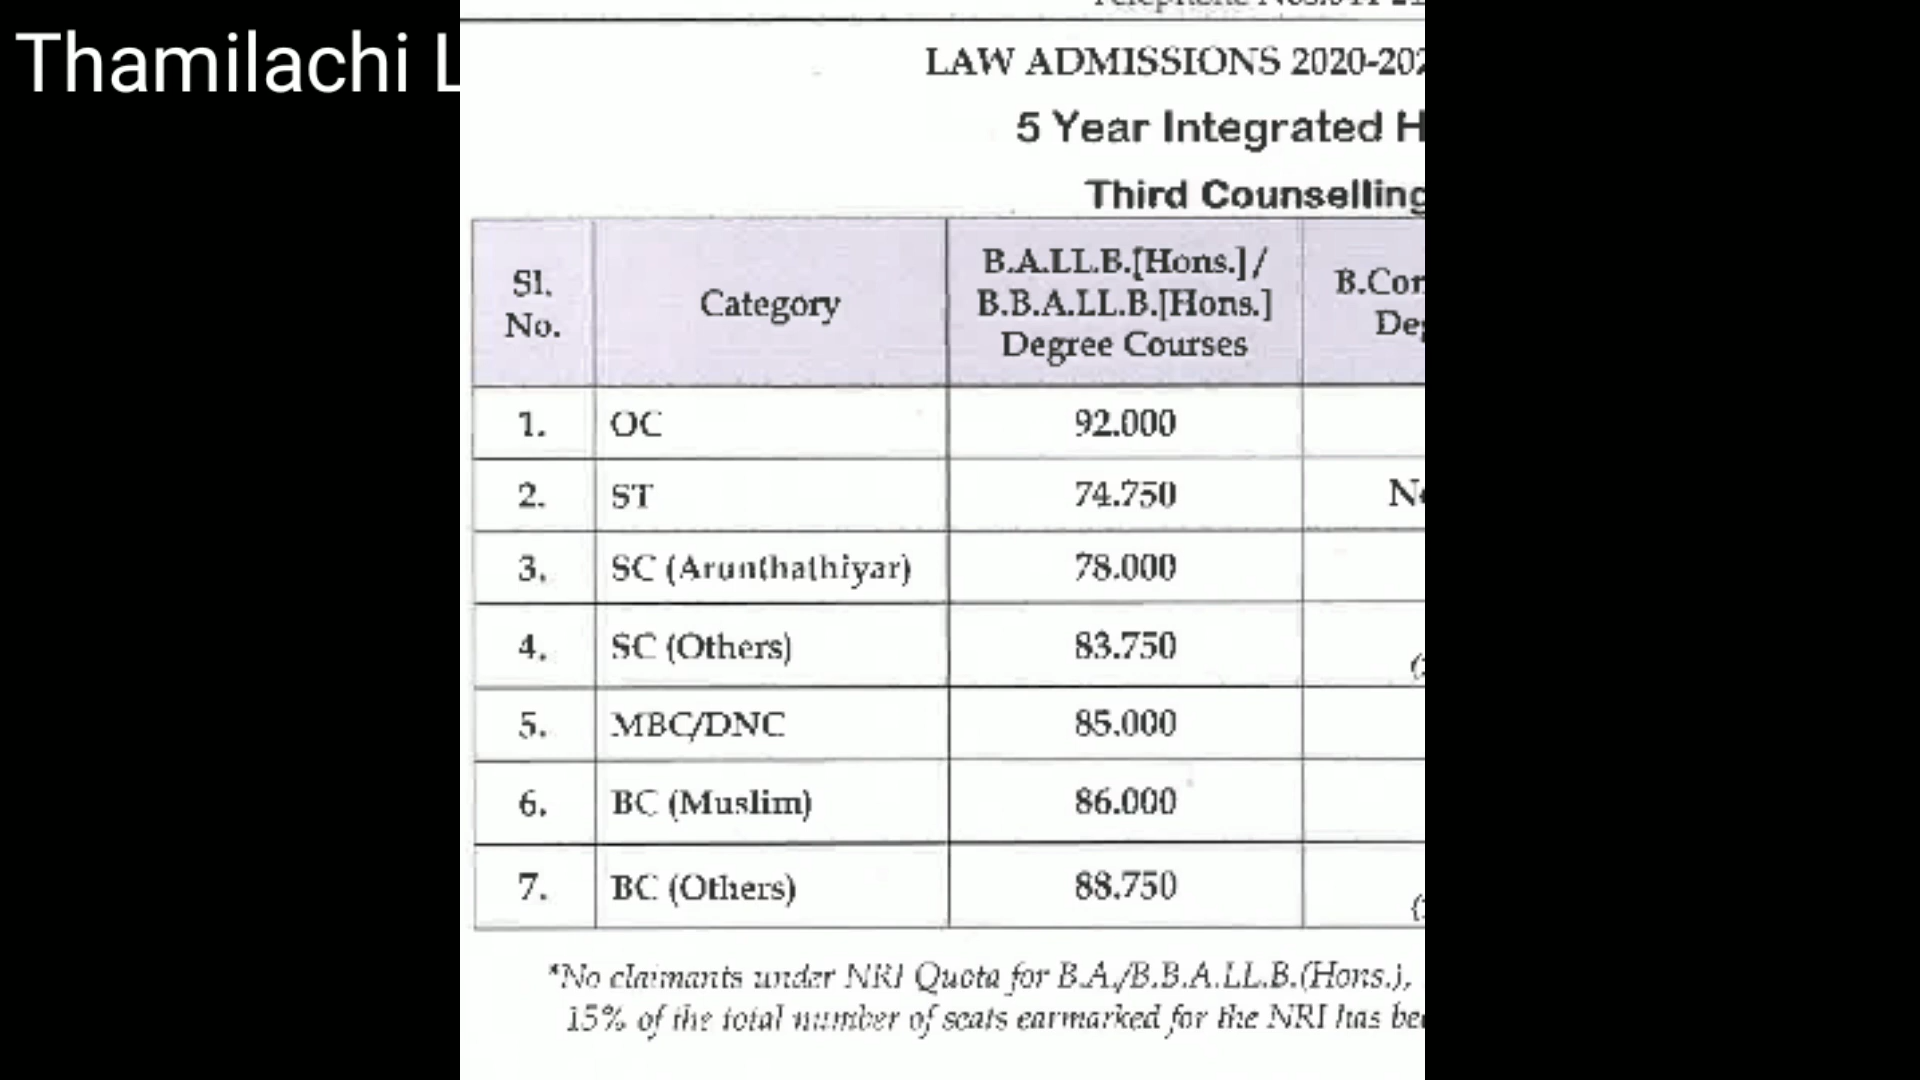 Thamilachi L
LAW ADMISSIONS 2020-202
5 Year Integrated H
Third Counselling
Sl. No.
Category
B.A.LL.B.[Hons.]/
B.B.A.LL.B.[Hons.]
Degree Courses
B.Com
Deg
1. OC 92.000
2. ST 74.750
3. SC (Arunthathiyar) 78.000
4. SC (Others) 83.750
5. MBC/DNC 85.000
6. BC (Muslim) 86.000
7. BC (Others) 88.750
*No claimants under NRI Quota for B.A./B.B.A.LL.B.(Hons.),
15% of the total number of seats earmarked for the NRI has